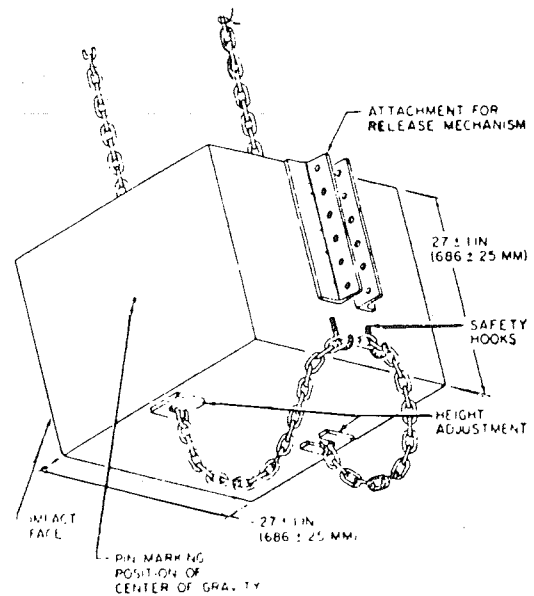 ATTACHMENT FOR
RELEASE MECHANISM
27 ± 1 IN
(686 ± 25 MM)
SAFETY
HOOKS
HEIGHT
ADJUSTMENT
IMPACT
FACE
27 ± 1 IN
(686 ± 25 MM)
PIN MARKING
POSITION OF
CENTER OF GRAVITY